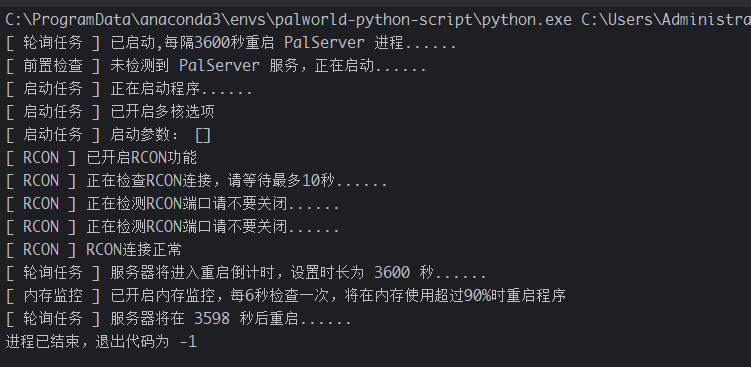 C:\ProgramData\anaconda3\envs\palworld-python-script\python.exe C:\Users\Administra
[ 轮询任务 ] 已启动,每隔3600秒重启 PalServer 进程......
[ 前置检查 ] 未检测到 PalServer 服务，正在启动......
[ 启动任务 ] 正在启动程序......
[ 启动任务 ] 已开启多核选项
[ 启动任务 ] 启动参数： []
[ RCON ] 已开启RCON功能
[ RCON ] 正在检查RCON连接，请等待最多10秒......
[ RCON ] 正在检测RCON端口请不要关闭......
[ RCON ] 正在检测RCON端口请不要关闭......
[ RCON ] RCON连接正常
[ 轮询任务 ] 服务器将进入重启倒计时，设置时长为 3600 秒......
[ 内存监控 ] 已开启内存监控，每6秒检查一次，将在内存使用超过90%时重启程序
[ 轮询任务 ] 服务器将在 3598 秒后重启......
进程已结束，退出代码为 -1